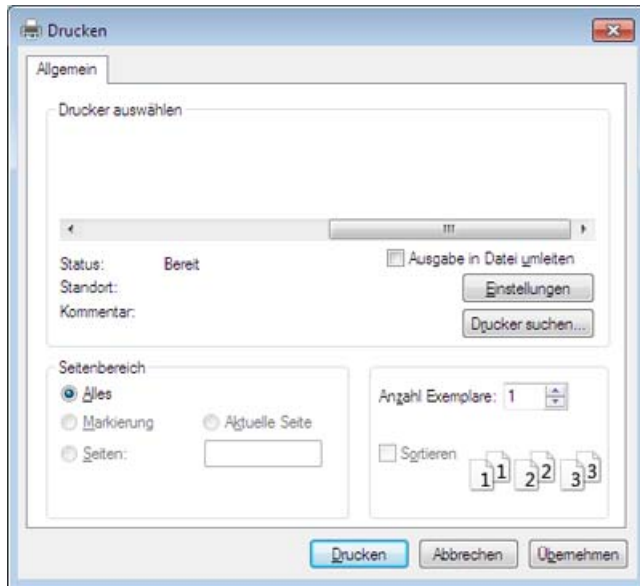 Drucken
Allgemein
Drucker auswählen
Status: Bereit
Ausgabe in Datei umleiten
Standort:
Einstellungen
Kommentar:
Drucker suchen...
Seitenbereich
Alles
Markierung
Aktuelle Seite
Seiten:
Anzahl Exemplare: 1
Sortieren
1 1 2 2 3 3
Drucken
Abbrechen
Übernehmen